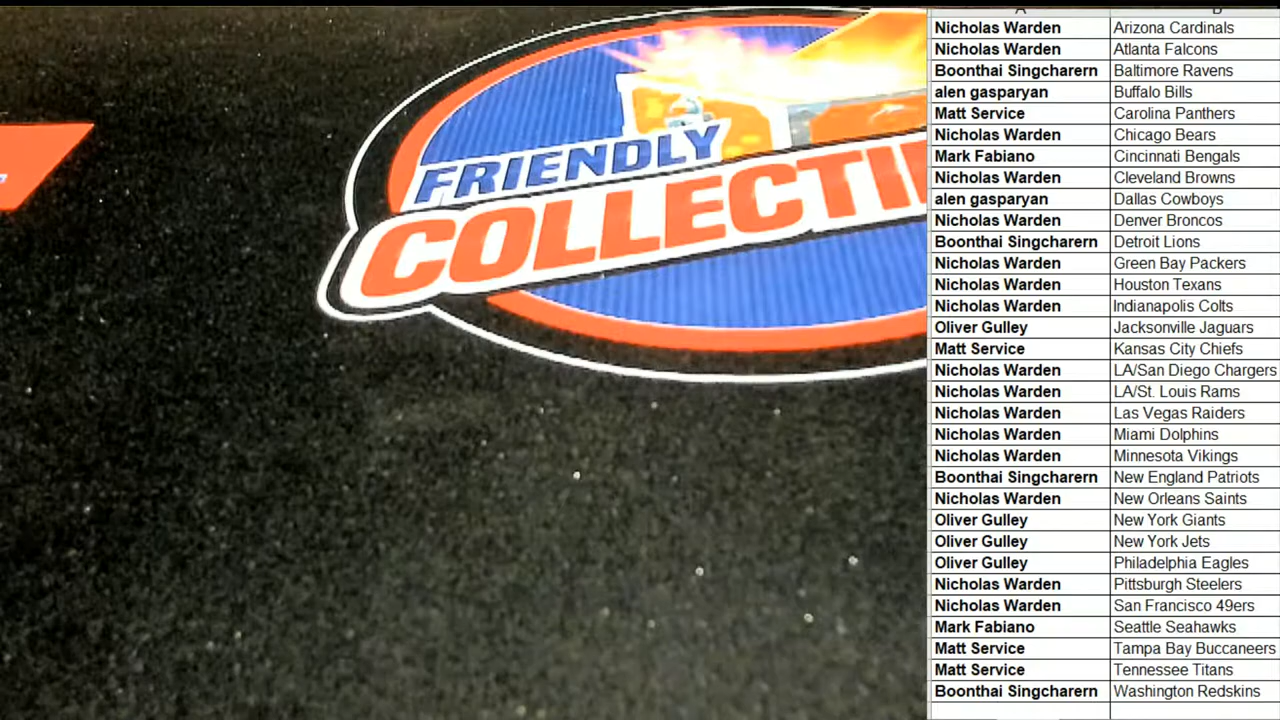 FRIENDLY
COLLECTI
Nicholas Warden Arizona Cardinals
Nicholas Warden Atlanta Falcons
Boonthai Singcharern Baltimore Ravens
alen gasparyan Buffalo Bills
Matt Service Carolina Panthers
Nicholas Warden Chicago Bears
Mark Fabiano Cincinnati Bengals
Nicholas Warden Cleveland Browns
alen gasparyan Dallas Cowboys
Nicholas Warden Denver Broncos
Boonthai Singcharern Detroit Lions
Nicholas Warden Green Bay Packers
Nicholas Warden Houston Texans
Nicholas Warden Indianapolis Colts
Oliver Gulley Jacksonville Jaguars
Matt Service Kansas City Chiefs
Nicholas Warden LA/San Diego Chargers
Nicholas Warden LA/St. Louis Rams
Nicholas Warden Las Vegas Raiders
Nicholas Warden Miami Dolphins
Nicholas Warden Minnesota Vikings
Boonthai Singcharern New England Patriots
Nicholas Warden New Orleans Saints
Oliver Gulley New York Giants
Oliver Gulley New York Jets
Oliver Gulley Philadelphia Eagles
Nicholas Warden Pittsburgh Steelers
Nicholas Warden San Francisco 49ers
Mark Fabiano Seattle Seahawks
Matt Service Tampa Bay Buccaneers
Matt Service Tennessee Titans
Boonthai Singcharern Washington Redskins